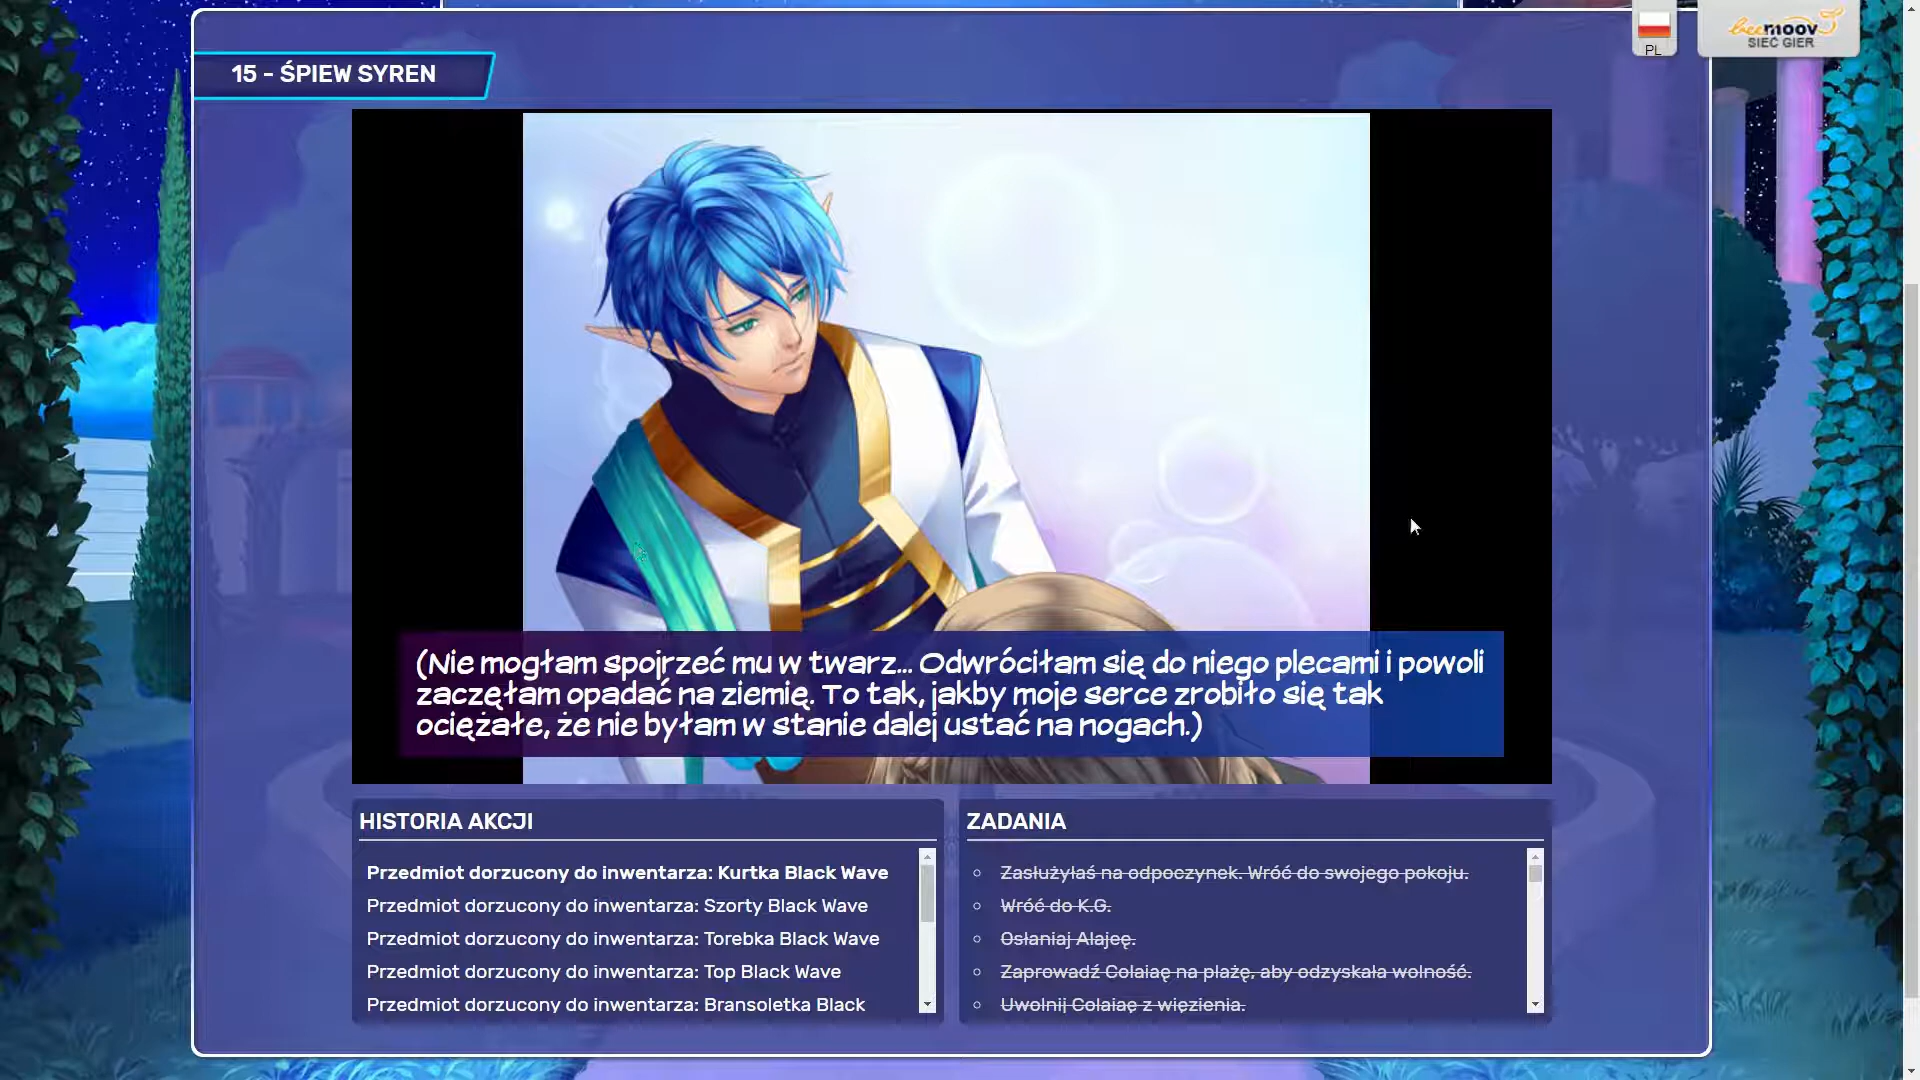 PL
beemoov
SIEĆ GIER
15 - ŚPIEW SYREN
(Nie mogłam spojrzeć mu w twarz... Odwróciłam się do niego plecami i powoli
zaczęłam opadać na ziemię. To tak, jakby moje serce zrobiło się tak
ociężałe, że nie byłam w stanie dalej ustać na nogach.)
HISTORIA AKCJI
Przedmiot dorzucony do inwentarza: Kurtka Black Wave
Przedmiot dorzucony do inwentarza: Szorty Black Wave
Przedmiot dorzucony do inwentarza: Torebka Black Wave
Przedmiot dorzucony do inwentarza: Top Black Wave
Przedmiot dorzucony do inwentarza: Bransoletka Black
ZADANIA
Zasłużyłaś na odpoczynek. Wróć do swojego pokoju.
Wróć do K.G.
Osłaniaj Alajeę.
Zaprowadź Colaiaę na plażę, aby odzyskała wolność.
Uwolnij Colaiaę z więzienia.